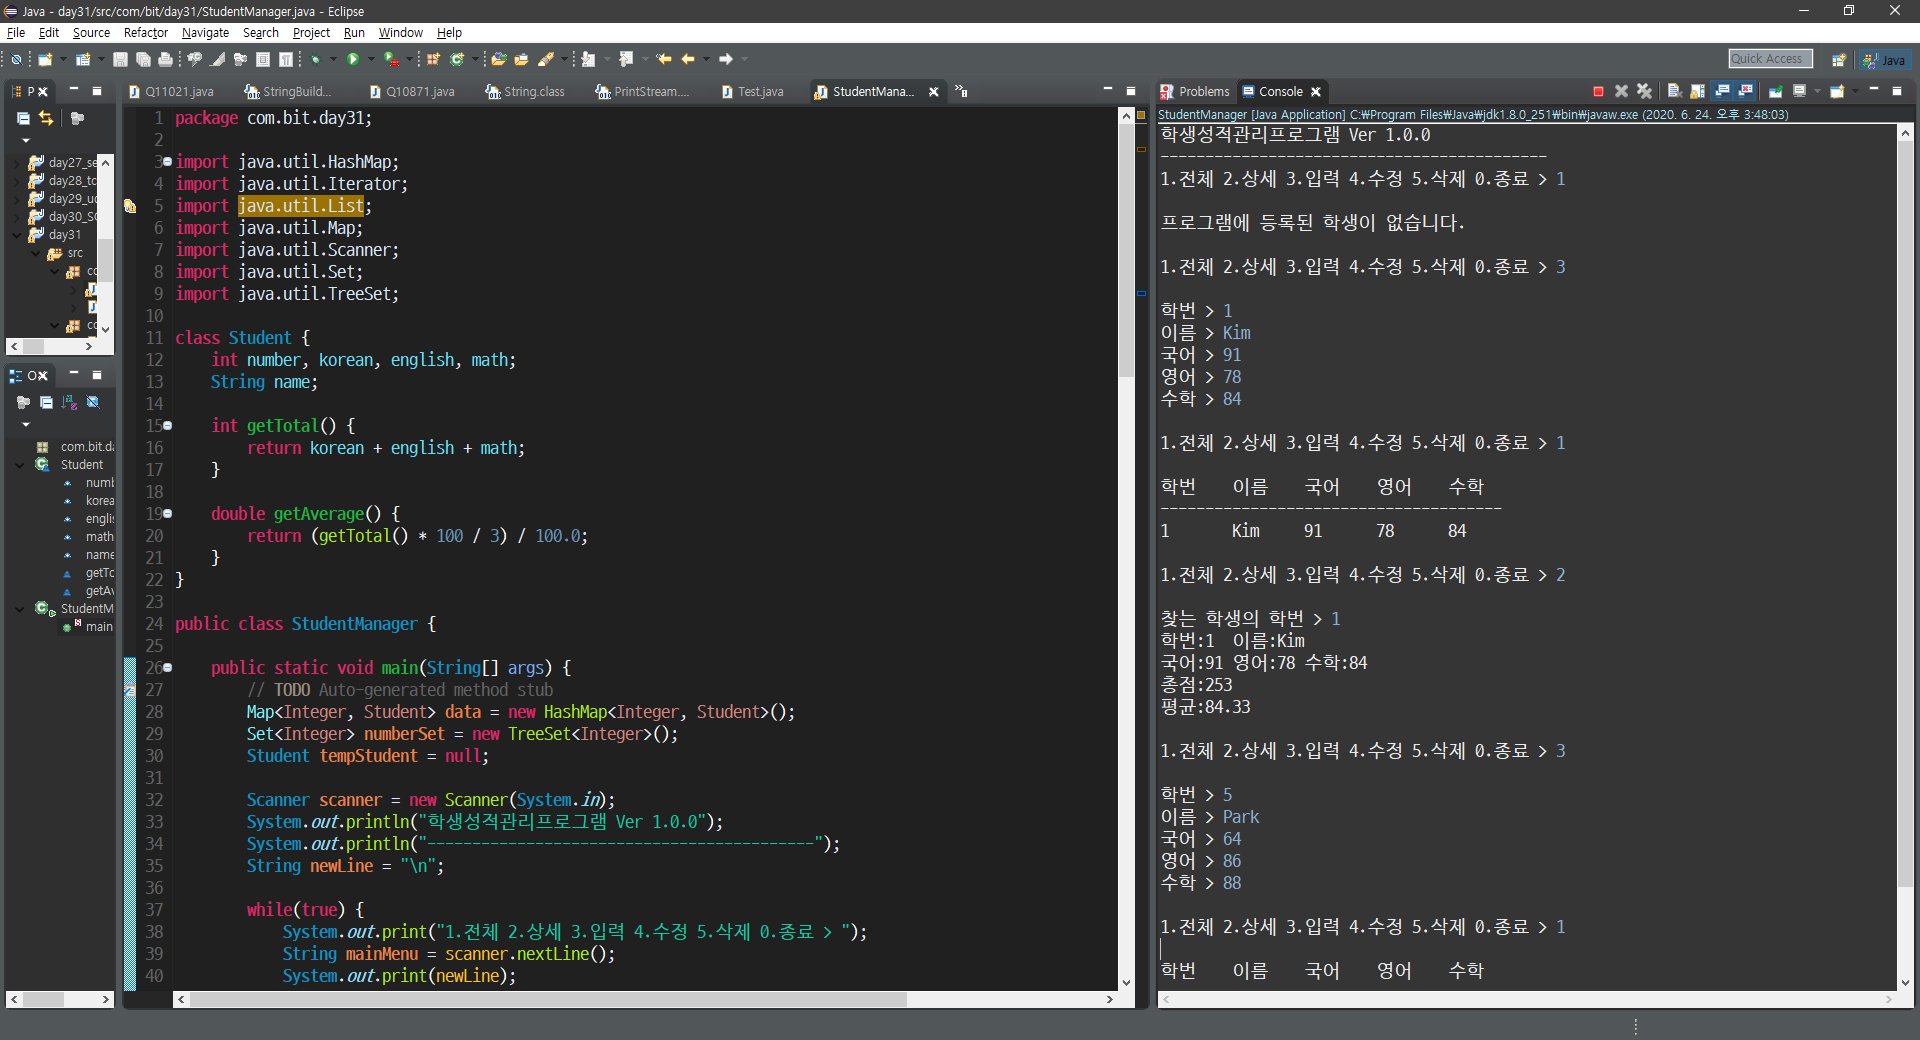 Java - day31/src/com/bit/day31/StudentManager.java - Eclipse
File Edit Source Refactor Navigate Search Project Run Window Help
Quick Access
Java
P
day27_se
day28_tc
day29_uc
day30_SC
day31
src
co
co
O
com.bit.da
Student
numb
korea
englis
math
name
getTo
getAv
StudentM
main
Q11021.java StringBuild... Q10871.java String.class PrintStream.... Test.java StudentMana...
1 package com.bit.day31;
2
3 import java.util.HashMap;
4 import java.util.Iterator;
5 import java.util.List;
6 import java.util.Map;
7 import java.util.Scanner;
8 import java.util.Set;
9 import java.util.TreeSet;
10
11 class Student {
12     int number, korean, english, math;
13     String name;
14
15     int getTotal() {
16         return korean + english + math;
17     }
18
19     double getAverage() {
20         return (getTotal() * 100 / 3) / 100.0;
21     }
22 }
23
24 public class StudentManager {
25
26     public static void main(String[] args) {
27         // TODO Auto-generated method stub
28         Map<Integer, Student> data = new HashMap<Integer, Student>();
29         Set<Integer> numberSet = new TreeSet<Integer>();
30         Student tempStudent = null;
31
32         Scanner scanner = new Scanner(System.in);
33         System.out.println("학생성적관리프로그램 Ver 1.0.0");
34         System.out.println("-------------------------------------------");
35         String newLine = "\n";
36
37         while(true) {
38             System.out.print("1.전체 2.상세 3.입력 4.수정 5.삭제 0.종료 > ");
39             String mainMenu = scanner.nextLine();
40             System.out.print(newLine);
Problems Console
StudentManager [Java Application] C:₩Program Files₩Java₩jdk1.8.0_251₩bin₩javaw.exe (2020. 6. 24. 오후 3:48:03)
학생성적관리프로그램 Ver 1.0.0
-------------------------------------------
1.전체 2.상세 3.입력 4.수정 5.삭제 0.종료 > 1
프로그램에 등록된 학생이 없습니다.
1.전체 2.상세 3.입력 4.수정 5.삭제 0.종료 > 3
학번 > 1
이름 > Kim
국어 > 91
영어 > 78
수학 > 84
1.전체 2.상세 3.입력 4.수정 5.삭제 0.종료 > 1
학번 이름 국어 영어 수학
--------------------------------------
1 Kim 91 78 84
1.전체 2.상세 3.입력 4.수정 5.삭제 0.종료 > 2
찾는 학생의 학번 > 1
학번:1 이름:Kim
국어:91 영어:78 수학:84
총점:253
평균:84.33
1.전체 2.상세 3.입력 4.수정 5.삭제 0.종료 > 3
학번 > 5
이름 > Park
국어 > 64
영어 > 86
수학 > 88
1.전체 2.상세 3.입력 4.수정 5.삭제 0.종료 > 1
학번 이름 국어 영어 수학